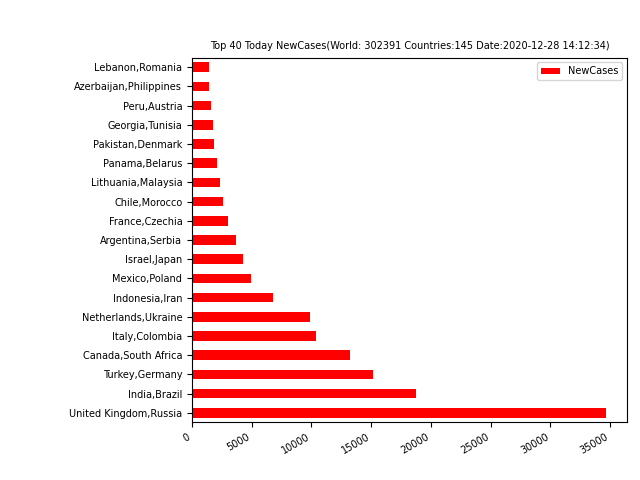 Top 40 Today NewCases(World: 302391 Countries:145 Date:2020-12-28 14:12:34)
NewCases
Lebanon,Romania
Azerbaijan,Philippines
Peru,Austria
Georgia,Tunisia
Pakistan,Denmark
Panama,Belarus
Lithuania,Malaysia
Chile,Morocco
France,Czechia
Argentina,Serbia
Israel,Japan
Mexico,Poland
Indonesia,Iran
Netherlands,Ukraine
Italy,Colombia
Canada,South Africa
Turkey,Germany
India,Brazil
United Kingdom,Russia
0 5000 10000 15000 20000 25000 30000 35000